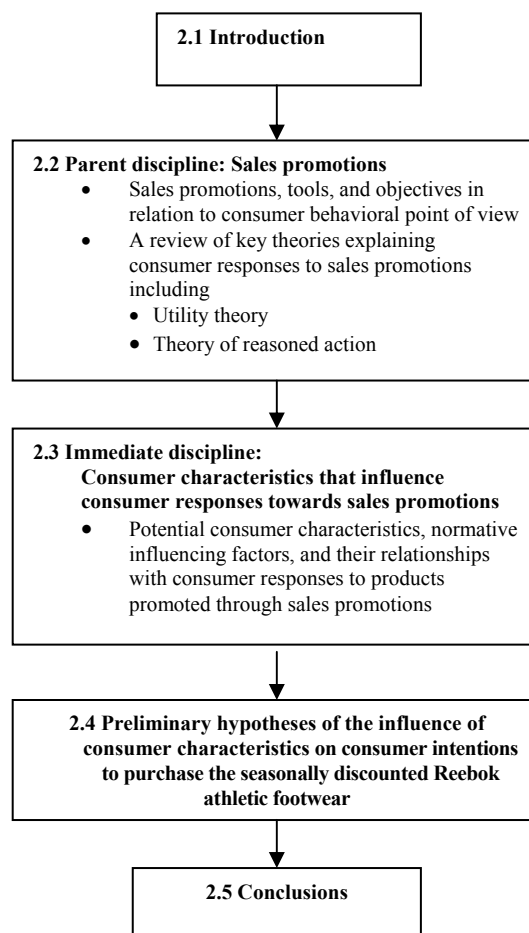 2.1 Introduction
2.2 Parent discipline: Sales promotions
• Sales promotions, tools, and objectives in
relation to consumer behavioral point of view
• A review of key theories explaining
consumer responses to sales promotions
including
• Utility theory
• Theory of reasoned action
2.3 Immediate discipline:
Consumer characteristics that influence
consumer responses towards sales promotions
• Potential consumer characteristics, normative
influencing factors, and their relationships
with consumer responses to products
promoted through sales promotions
2.4 Preliminary hypotheses of the influence of
consumer characteristics on consumer intentions
to purchase the seasonally discounted Reebok
athletic footwear
2.5 Conclusions